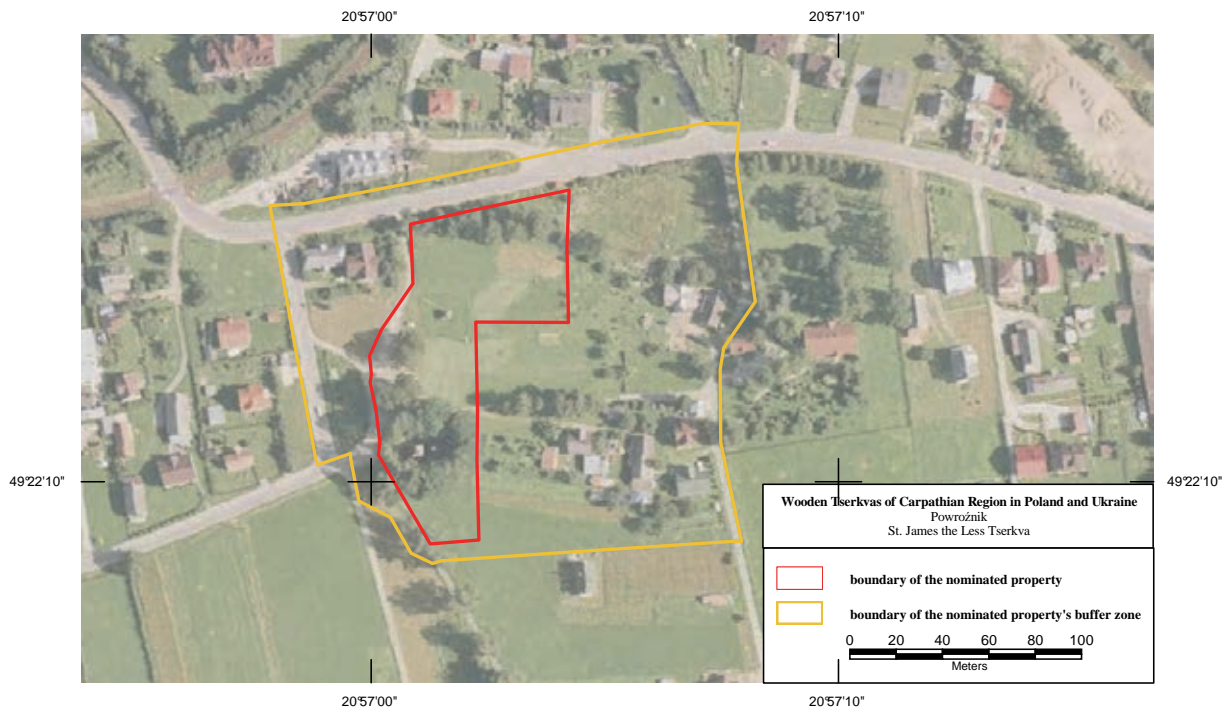 20°57'00"
20°57'10"
49°22'10"
49°22'10"
Wooden Tserkvas of Carpathian Region in Poland and Ukraine
Powroźnik
St. James the Less Tserkva
boundary of the nominated property
boundary of the nominated property's buffer zone
0 20 40 60 80 100
Meters
20°57'00"
20°57'10"